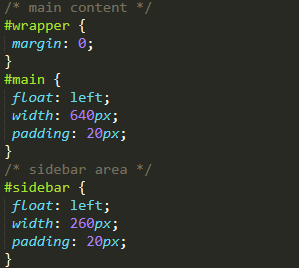 /* main content */
#wrapper {
 margin: 0;
}
#main {
 float: left;
 width: 640px;
 padding: 20px;
}
/* sidebar area */
#sidebar {
 float: left;
 width: 260px;
 padding: 20px;
}